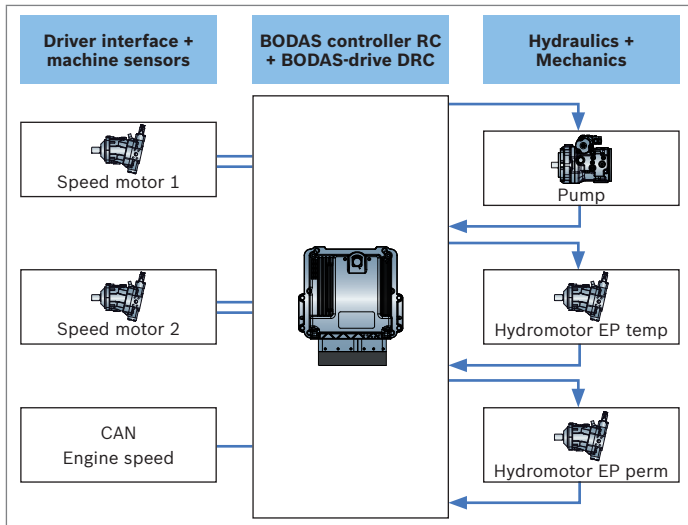 Driver interface +
machine sensors
BODAS controller RC
+ BODAS-drive DRC
Hydraulics +
Mechanics
Speed motor 1
Pump
Speed motor 2
Hydromotor EP temp
CAN
Engine speed
Hydromotor EP perm